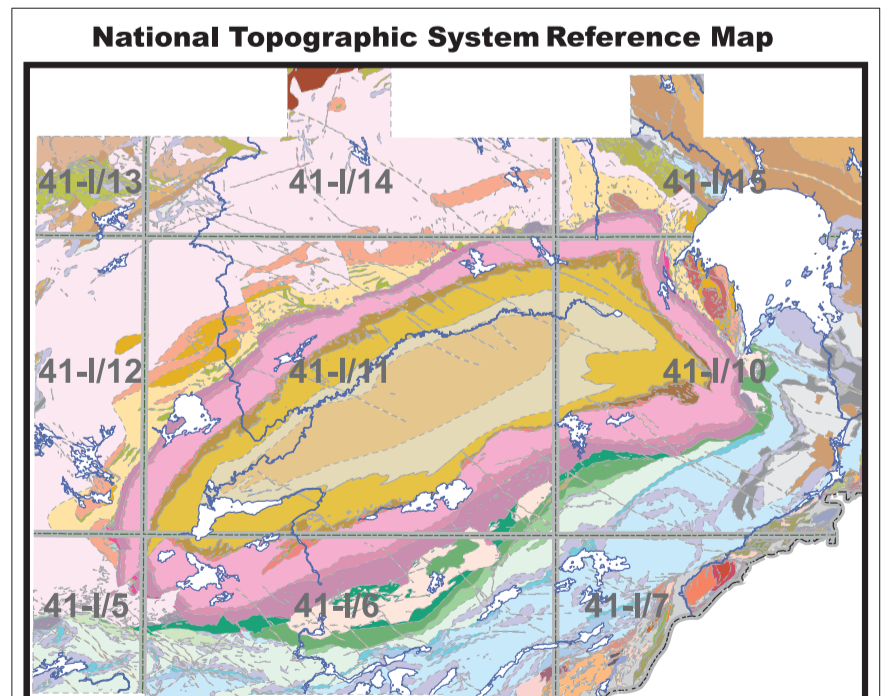 National Topographic System Reference Map
41-I/13
41-I/14
41-I/15
41-I/12
41-I/11
41-I/10
41-I/5
41-I/6
41-I/7